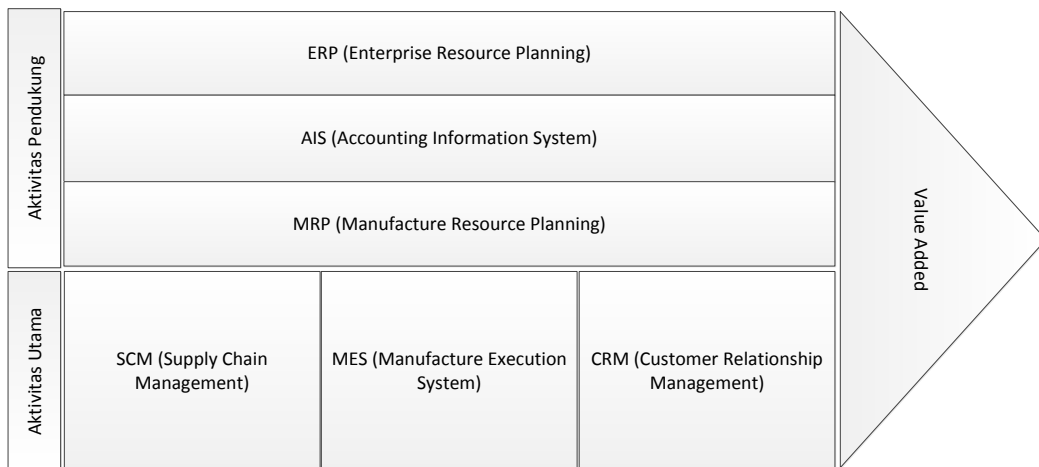 Aktivitas Pendukung
ERP (Enterprise Resource Planning)
AIS (Accounting Information System)
MRP (Manufacture Resource Planning)
Aktivitas Utama
SCM (Supply Chain
Management)
MES (Manufacture Execution
System)
CRM (Customer Relationship
Management)
Value Added